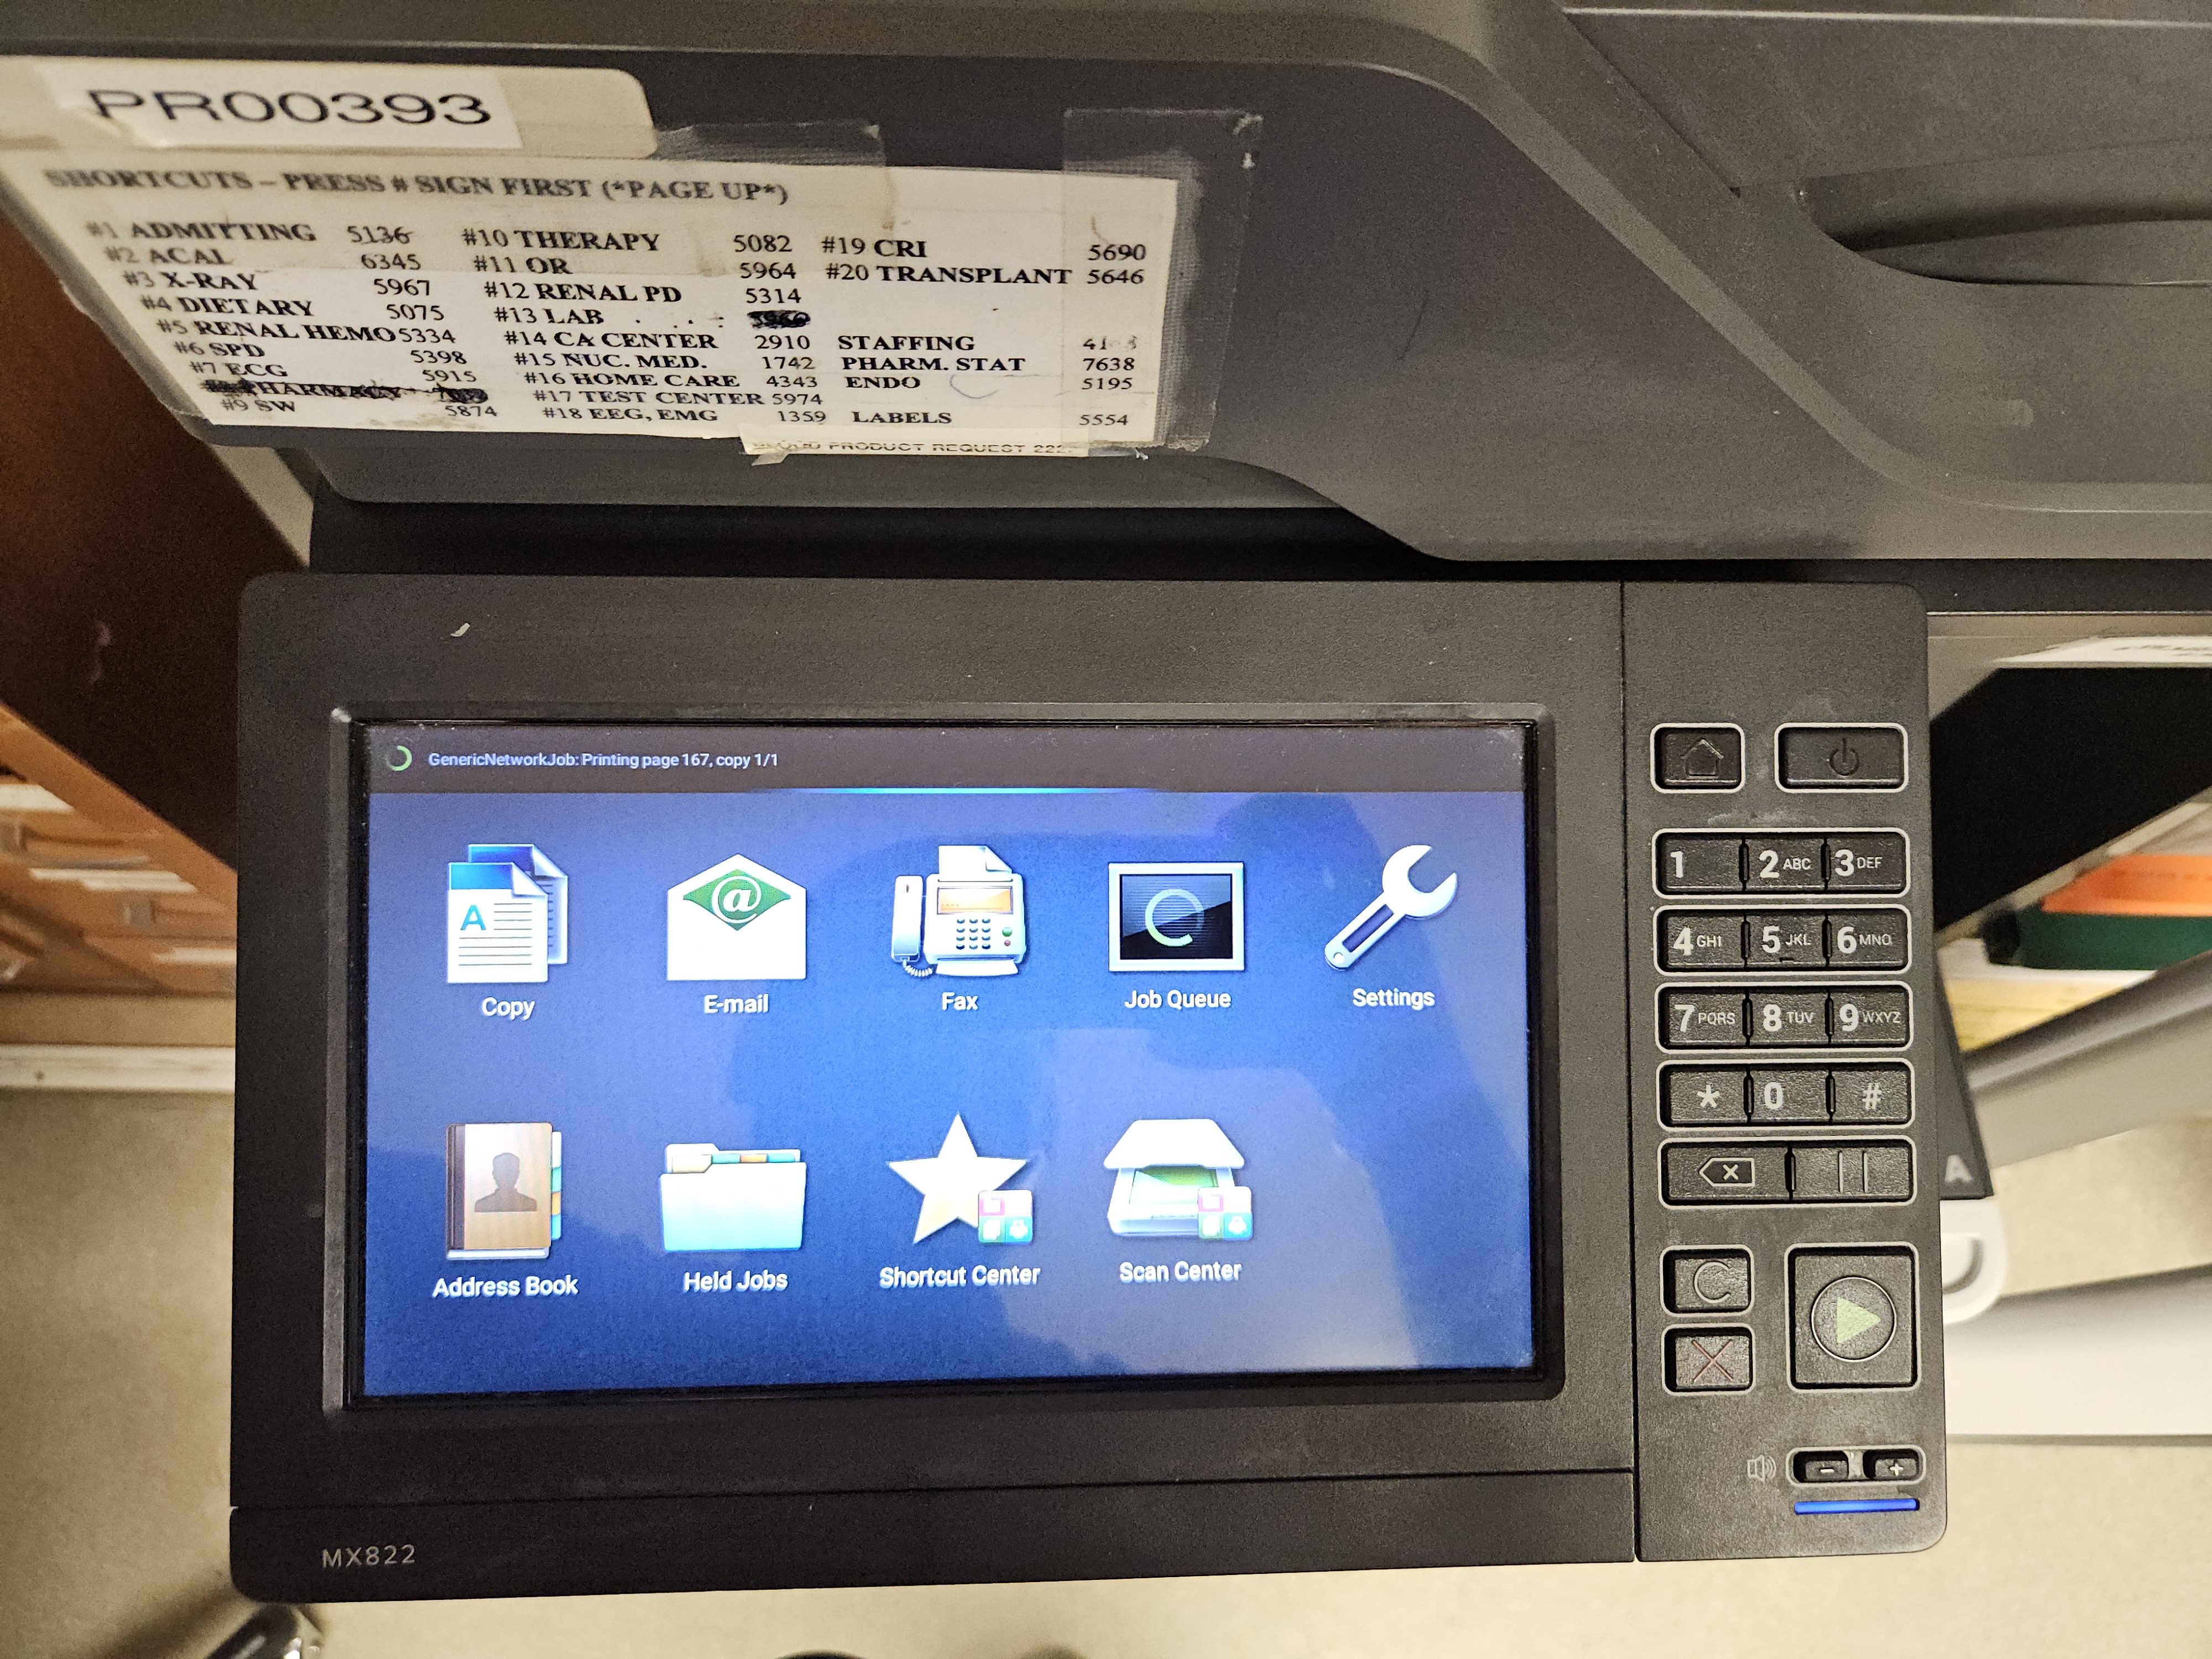 PR000393
SHORTCUTS – PRESS # SIGN FIRST (*PAGE UP*)
#1 ADMITTING 5136 #10 THERAPY 5082 #19 CRI 5690
#2 ACAL 6345 #11 OR 5964 #20 TRANSPLANT 5646
#3 X-RAY 5967 #12 RENAL PD 5314
#4 DIETARY 5075 #13 LAB
#5 RENAL HEMO 5334 #14 CA CENTER 2910 STAFFING
#6 SPD 5398 #15 NUC. MED. 1742 PHARM. STAT 7638
#7 ECG 5915 #16 HOME CARE 4343 ENDO 5195
PHARMACY #17 TEST CENTER 5974
#9 SW 5874 #18 EEG, EMG 1359 LABELS 5554
PRODUCT REQUEST
GenericNetworkJob: Printing page 167, copy 1/1
A
@
Copy E-mail Fax Job Queue Settings
Address Book Held Jobs Shortcut Center Scan Center
MX822
1 2 ABC 3 DEF
4 GHI 5 JKL 6 MNO
7 PQRS 8 TUV 9 WXYZ
* 0 #
C
- +
A